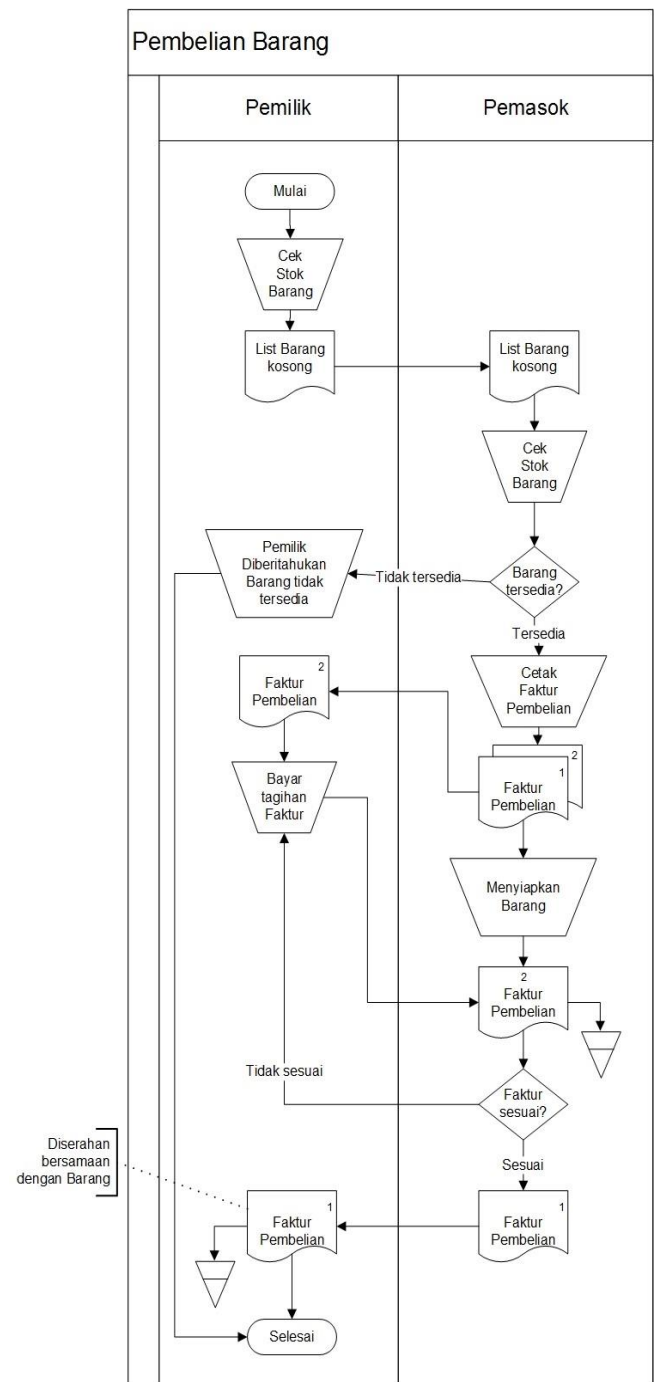 Pembelian Barang
Pemilik
Pemasok
Mulai
Cek
Stok
Barang
List Barang
kosong
List Barang
kosong
Cek
Stok
Barang
Barang
tersedia?
Tidak tersedia
Pemilik
Diberitahukan
Barang tidak
tersedia
Tersedia
Cetak
Faktur
Pembelian
2
1
Faktur
Pembelian
2
Faktur
Pembelian
Bayar
tagihan
Faktur
Menyiapkan
Barang
2
Faktur
Pembelian
Faktur
sesuai?
Tidak sesuai
Sesuai
1
Faktur
Pembelian
1
Faktur
Pembelian
Diserahan
bersamaan
dengan Barang
Selesai